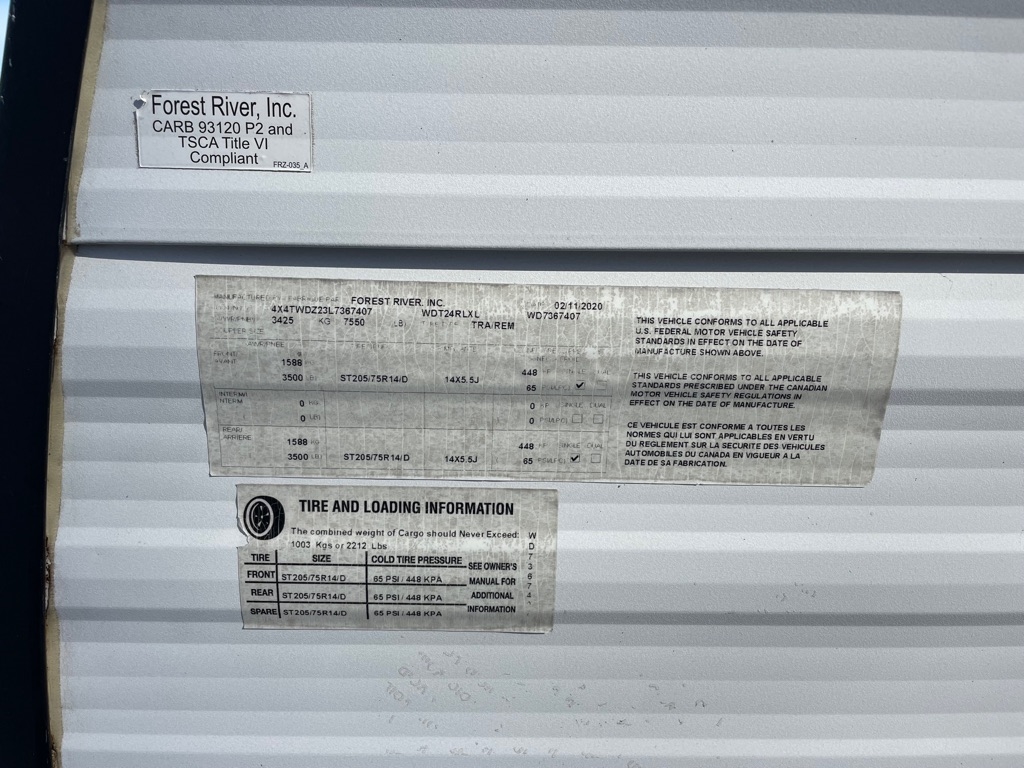 Forest River, Inc.
CARB 93120 P2 and
TSCA Title VI
Compliant FRZ-035_A
FOREST RIVER, INC. 02/11/2020
4X4TWDZ23L7367407 WDT24RLXL WD7367407
3425 KG 7550 LB TRA/REM
1588 KG 448
3500 ST205/75R14/D 14X5.5J 65
0 KG 0 DUAL
0 0
REAR/
ARRIERE 1588 KG 448 DUAL
3500 ST205/75R14/D 14X5.5J 65
THIS VEHICLE CONFORMS TO ALL APPLICABLE
U.S. FEDERAL MOTOR VEHICLE SAFETY
STANDARDS IN EFFECT ON THE DATE OF
MANUFACTURE SHOWN ABOVE.
THIS VEHICLE CONFORMS TO ALL APPLICABLE
STANDARDS PRESCRIBED UNDER THE CANADIAN
MOTOR VEHICLE SAFETY REGULATIONS IN
EFFECT ON THE DATE OF MANUFACTURE.
CE VEHICULE EST CONFORME A TOUTES LES
NORMES QUI LUI SONT APPLICABLES EN VERTU
DU REGLEMENT SUR LA SECURITE DES VEHICULES
AUTOMOBILES DU CANADA EN VIGUEUR A LA
DATE DE SA FABRICATION.
TIRE AND LOADING INFORMATION
The combined weight of Cargo should Never Exceed:
1003 Kgs or 2212 Lbs
TIRE SIZE COLD TIRE PRESSURE SEE OWNER'S
FRONT ST205/75R14/D 65 PSI / 448 KPA MANUAL FOR
REAR ST205/75R14/D 65 PSI / 448 KPA ADDITIONAL
SPARE ST205/75R14/D 65 PSI / 448 KPA INFORMATION